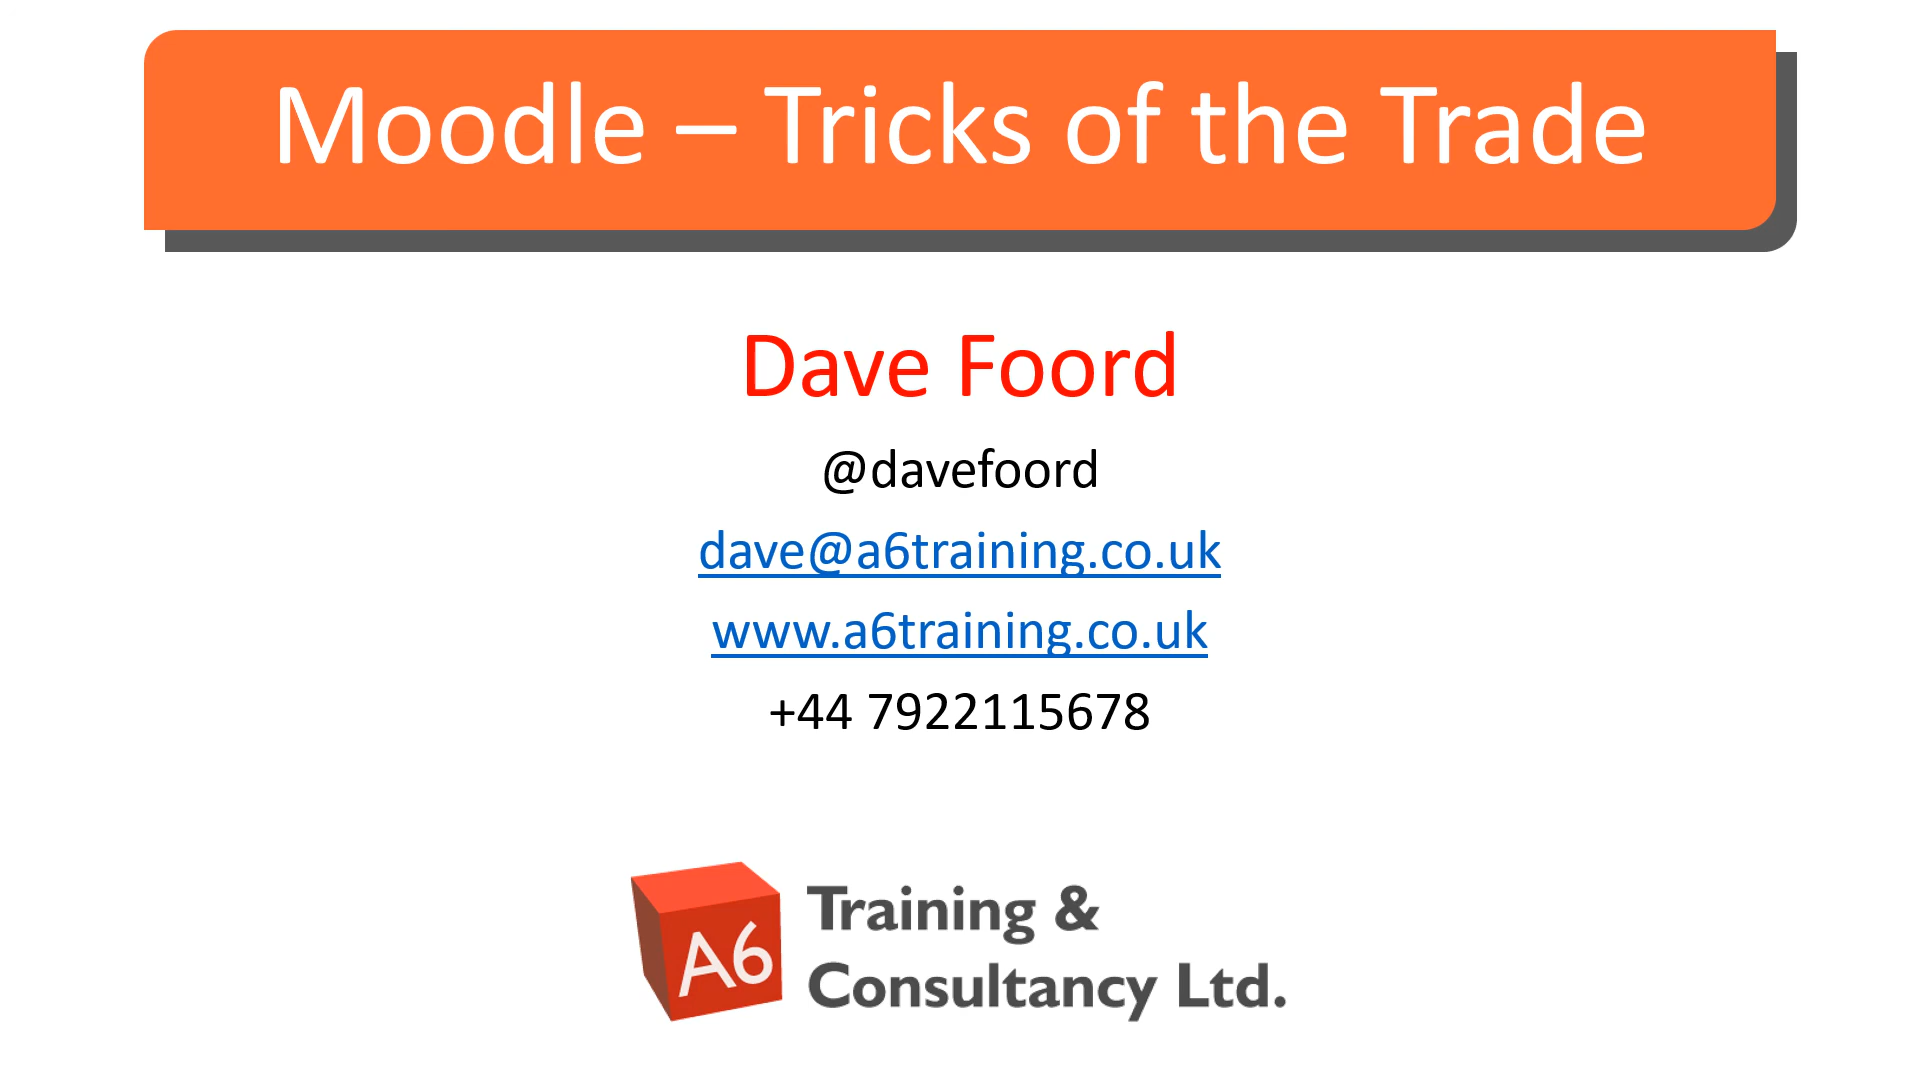 Moodle – Tricks of the Trade
Dave Foord
@davefoord
dave@a6training.co.uk
www.a6training.co.uk
+44 7922115678
A6
Training &
Consultancy Ltd.